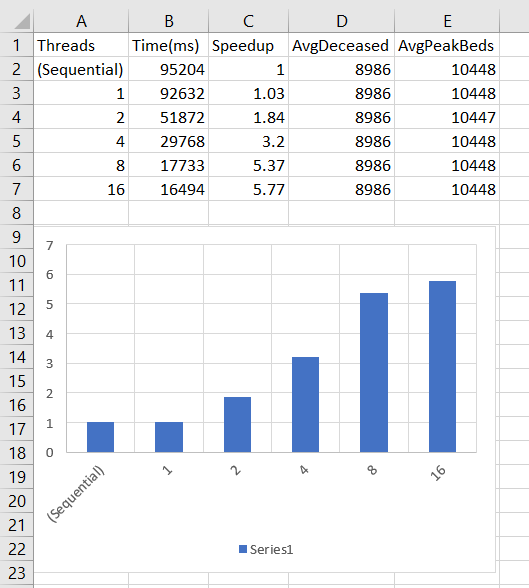 A B C D E
1 Threads Time(ms) Speedup AvgDeceased AvgPeakBeds
2 (Sequential) 95204 1 8986 10448
3 1 92632 1.03 8986 10448
4 2 51872 1.84 8986 10447
5 4 29768 3.2 8986 10448
6 8 17733 5.37 8986 10448
7 16 16494 5.77 8986 10448
8
9
10
11
12
13
14
15
16
17
18
19
20
21
22
23
7
6
5
4
3
2
1
0
(Sequential) 1 2 4 8 16
Series1